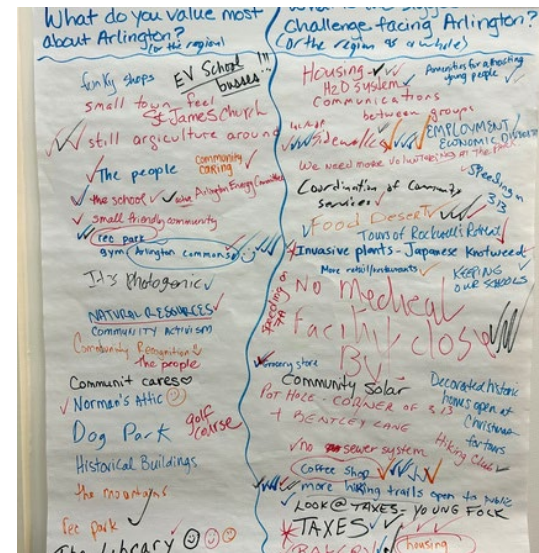 What do you value most
about Arlington?
(or the region)
funky shops
EV School
busses!!!
small town feel
St James Church
still argiculture around
The people
community
caring
the school
Arlington Energy Committee
small friendly community
rec park
gym
Arlington commons
It's Photogenic
NATURAL RESOURCES
COMMUNITY ACTIVISM
Community Recognition
The people
Communit cares
Norman's Attic
golf
course
Dog Park
Historical Buildings
the mountains
rec park
The library
challenge facing Arlington?
(or the region as a whole)
Housing
Amenities for attracting
young people
H2O system
Communications
between groups
Sidewalks
EMPLOYMENT/
ECONOMIC
We need more
Speeding on
313
Coordination of Community
services
Food Desert
Tours of Rockwell's Retreat
Invasive plants - Japanese Knotweed
More retail/restaurants
KEEPING
OUR SCHOOLS
Speeding on
7A
No Medical
Facility close
By
Grocery store
Community Solar
Decorated historic
homes open at
Christmas
for tours
POT HOLE - CORNER OF 313
+ BENTLEY LANE
Hiking Club
no sewer system
Coffee shop
more hiking trails open to public
LOOK @ TAXES - YOUNG FOLK
TAXES
housing